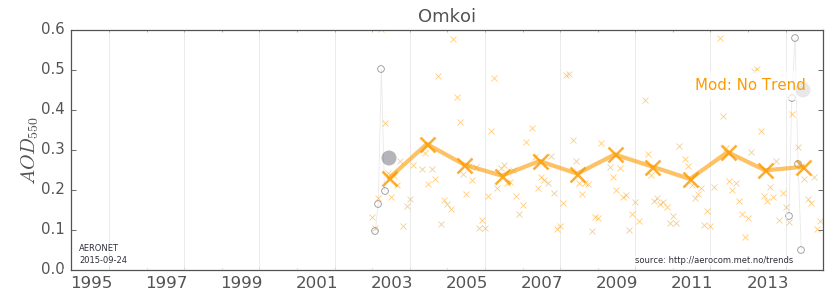 Omkoi
0.6
0.5
0.4
0.3
0.2
0.1
0.0
AOD550
Mod: No Trend
AERONET
2015-09-24
source: http://aerocom.met.no/trends
1995 1997 1999 2001 2003 2005 2007 2009 2011 2013